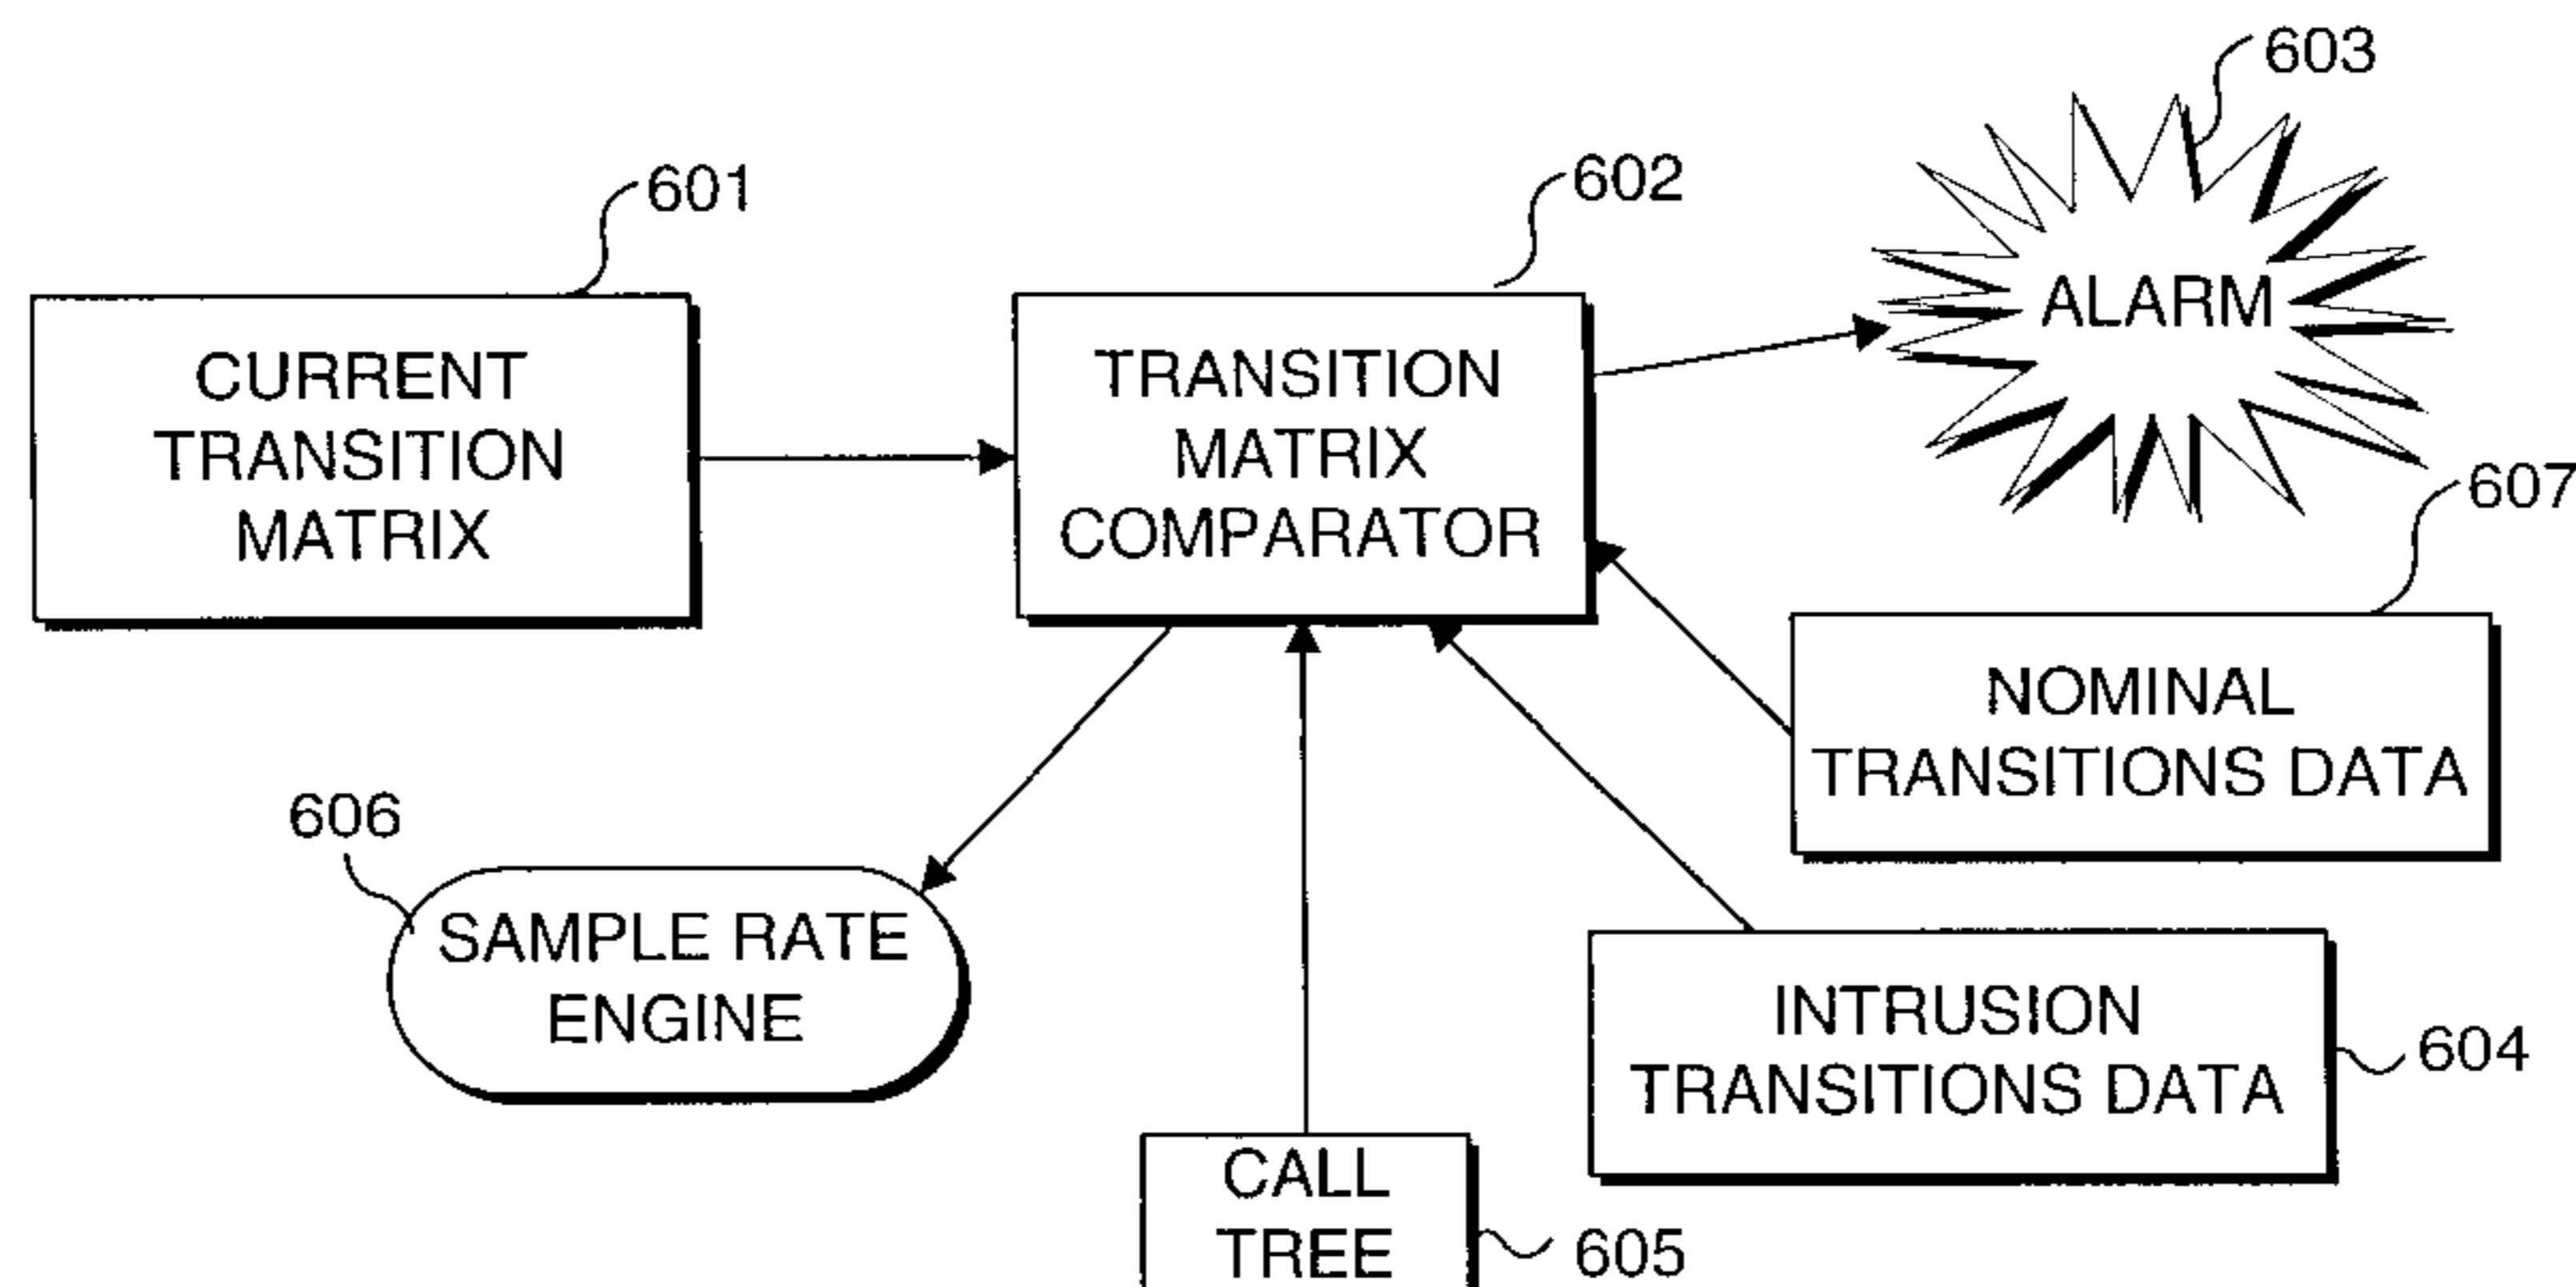 603
601
602
ALARM
CURRENT
TRANSITION
MATRIX
TRANSITION
MATRIX
COMPARATOR
607
NOMINAL
TRANSITIONS DATA
606
SAMPLE RATE
ENGINE
INTRUSION
TRANSITIONS DATA
604
CALL
TREE
605